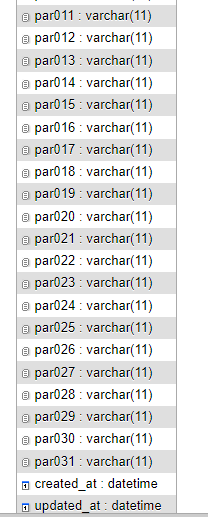 par011 : varchar(11)
par012 : varchar(11)
par013 : varchar(11)
par014 : varchar(11)
par015 : varchar(11)
par016 : varchar(11)
par017 : varchar(11)
par018 : varchar(11)
par019 : varchar(11)
par020 : varchar(11)
par021 : varchar(11)
par022 : varchar(11)
par023 : varchar(11)
par024 : varchar(11)
par025 : varchar(11)
par026 : varchar(11)
par027 : varchar(11)
par028 : varchar(11)
par029 : varchar(11)
par030 : varchar(11)
par031 : varchar(11)
created_at : datetime
updated_at : datetime